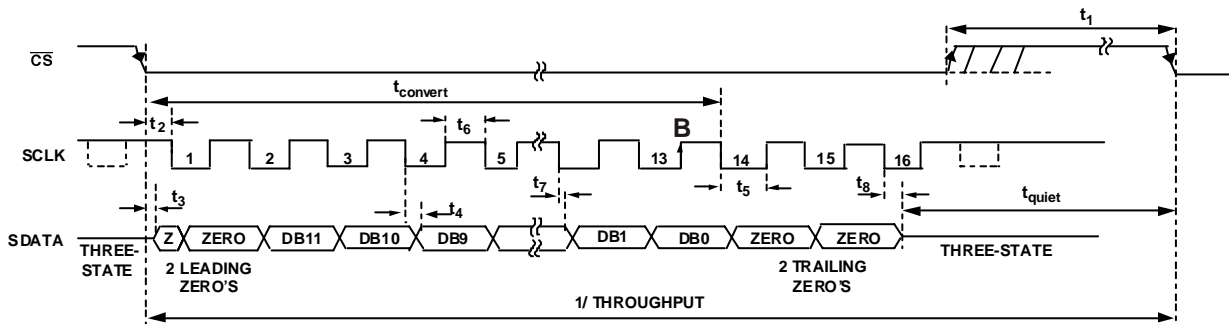 t1
CS
tconvert
t2
t6
B
SCLK
1
2
3
4
5
13
14
15
16
t3
t4
t7
t5
t8
tquiet
SDATA
Z
ZERO
DB11
DB10
DB9
DB1
DB0
ZERO
ZERO
THREE-
STATE
2 LEADING
ZERO'S
2 TRAILING
ZERO'S
THREE-STATE
1/ THROUGHPUT